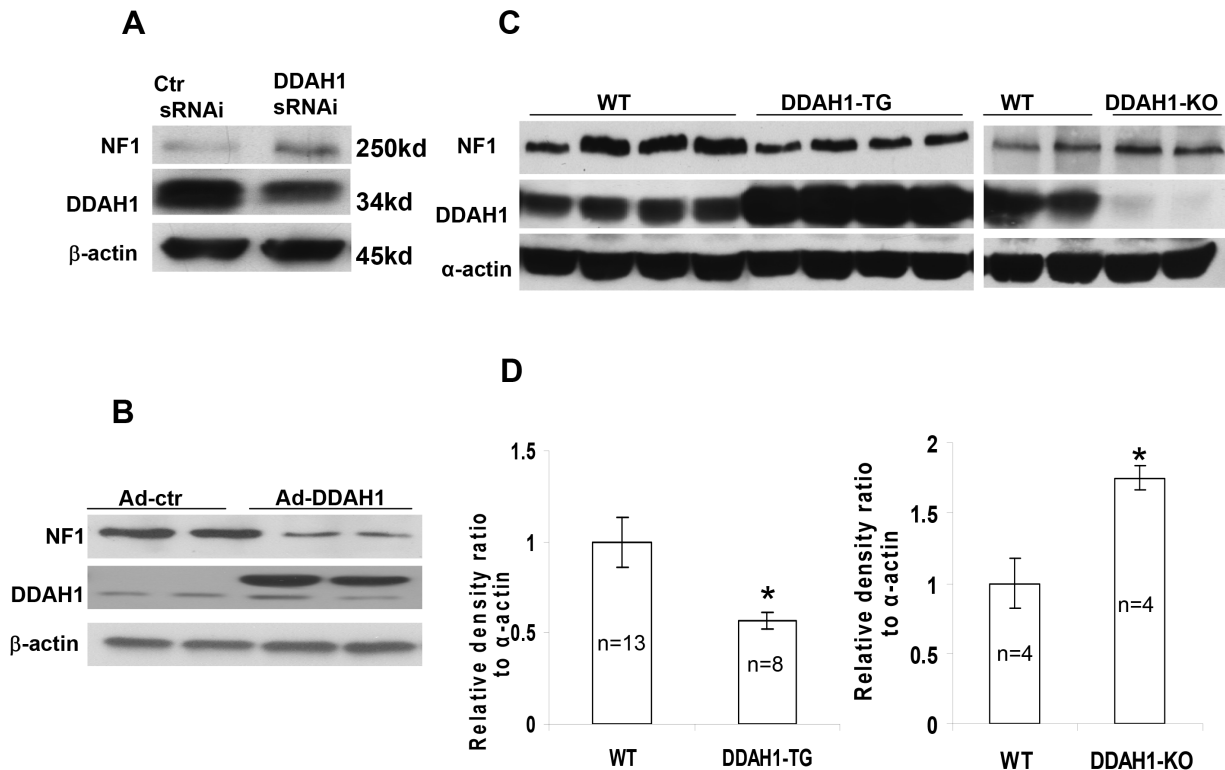 A
Ctr
sRNAi
DDAH1
sRNAi
NF1
250kd
DDAH1
34kd
β-actin
45kd
B
Ad-ctr
Ad-DDAH1
NF1
DDAH1
β-actin
C
WT
DDAH1-TG
WT
DDAH1-KO
NF1
DDAH1
α-actin
D
Relative density ratio
to α-actin
1.5
1
0.5
0
n=13
*
n=8
WT
DDAH1-TG
Relative density ratio
to α-actin
2
1.5
1
0.5
0
n=4
*
n=4
WT
DDAH1-KO